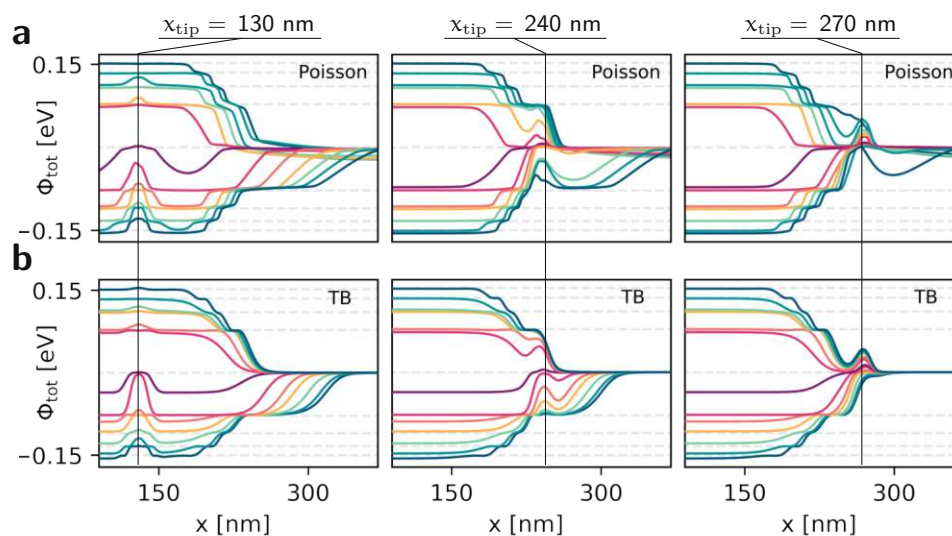 x_tip = 130 nm x_tip = 240 nm x_tip = 270 nm
a
0.15 Poisson Poisson Poisson
Φ_tot [eV]
−0.15
b
0.15 TB TB TB
Φ_tot [eV]
−0.15
150 300 150 300 150 300
x [nm] x [nm] x [nm]